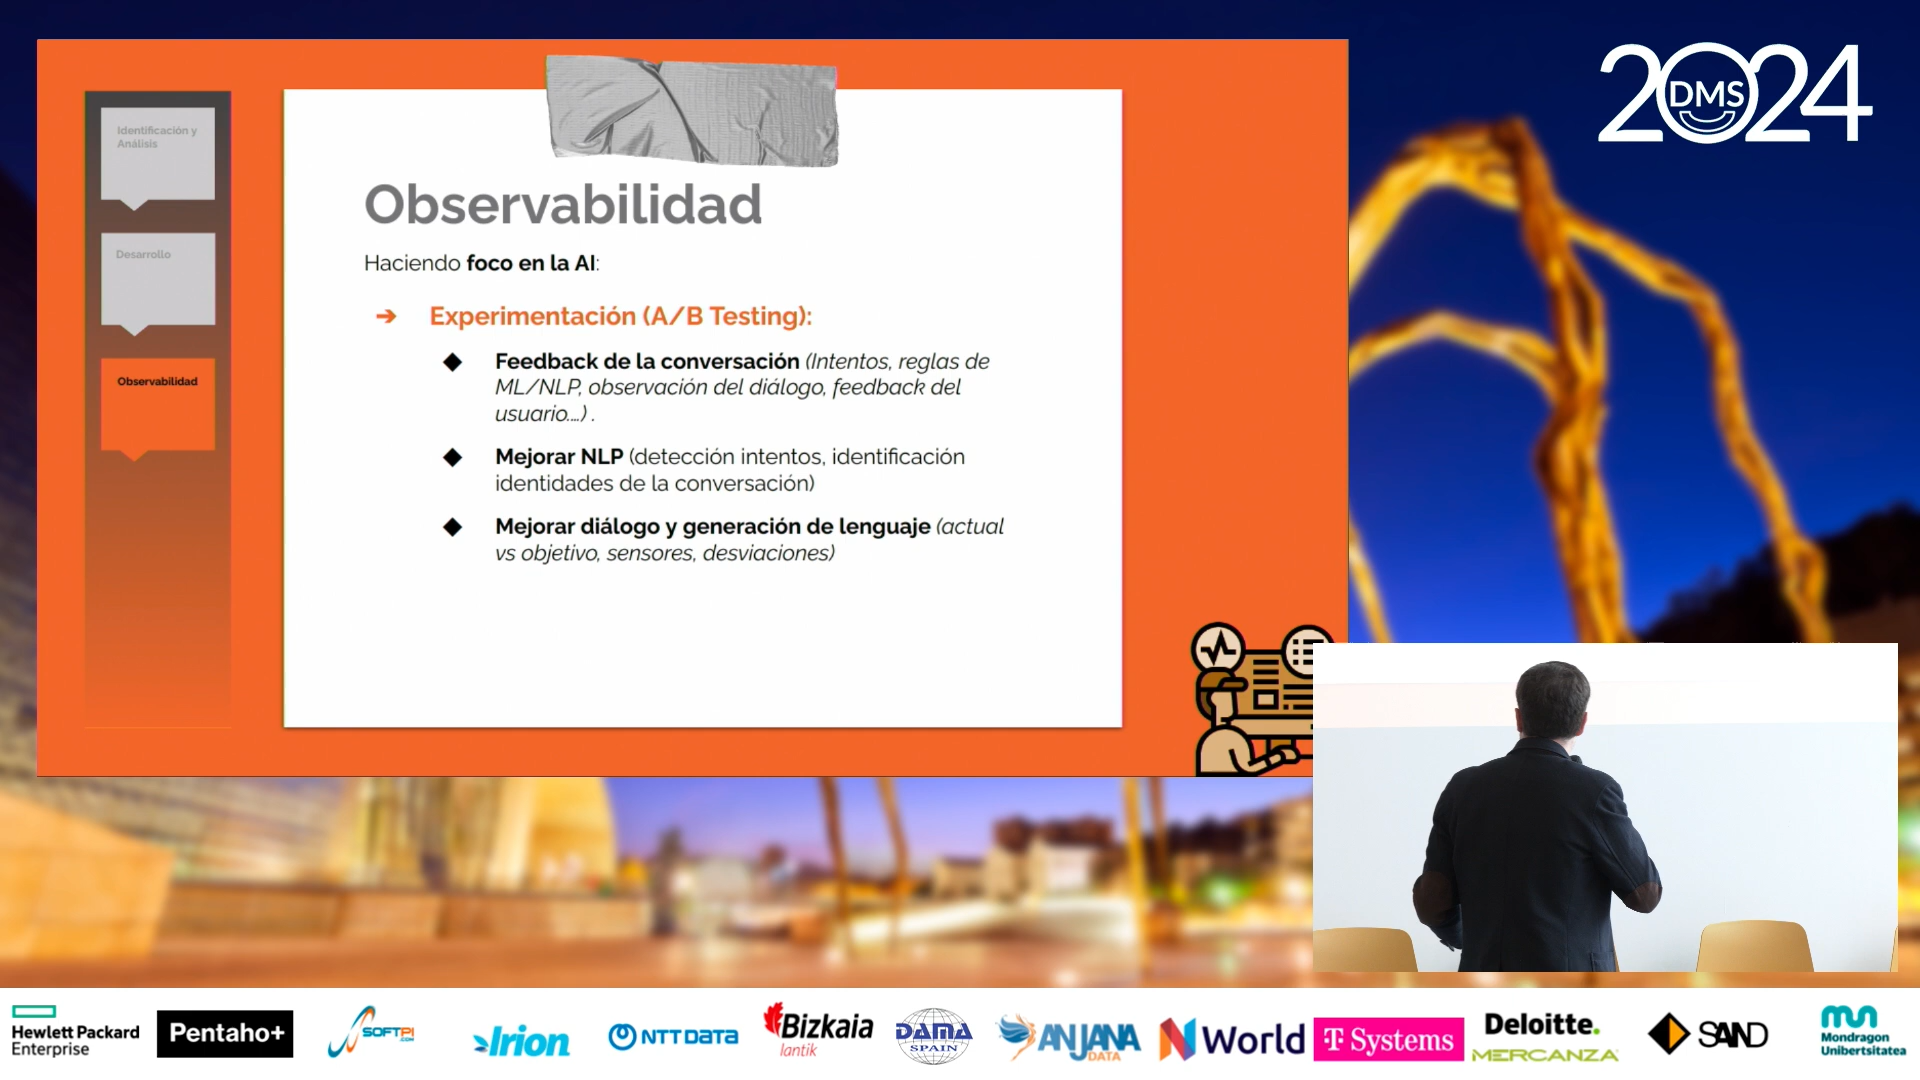 2024
DMS
Identificación y
Análisis
Desarrollo
Observabilidad
Observabilidad
Haciendo foco en la AI:
➔ Experimentación (A/B Testing):
◆ Feedback de la conversación (Intentos, reglas de
ML/NLP, observación del diálogo, feedback del
usuario...) .
◆ Mejorar NLP (detección intentos, identificación
identidades de la conversación)
◆ Mejorar diálogo y generación de lenguaje (actual
vs objetivo, sensores, desviaciones)
Hewlett Packard
Enterprise
Pentaho+
SOFTPI
.COM
Irion
NTT DATA
Bizkaia
lantik
DAMA
SPAIN
ANJANA
DATA
N World
T Systems
Deloitte.
MERCANZA
SAND
Mondragon
Unibertsitatea